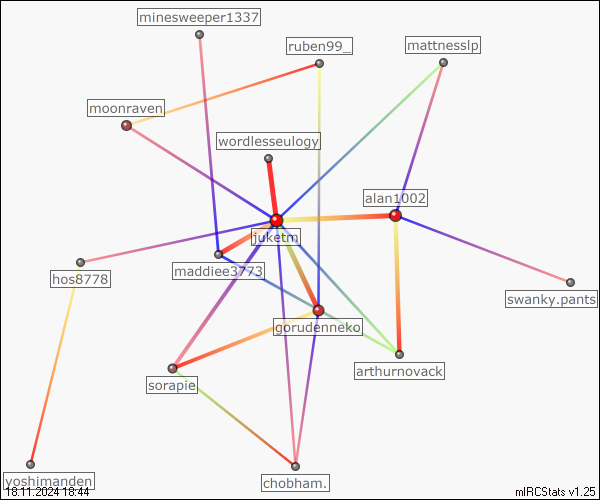 minesweeper1337
ruben99_
mattnesslp
moonraven
wordlesseulogy
alan1002
juketm
maddiee3773
hos8778
swanky.pants
gorudenneko
arthurnovack
sorapie
yoshimanden
chobham.
18.11.2024 18:44
mIRCStats v1.25